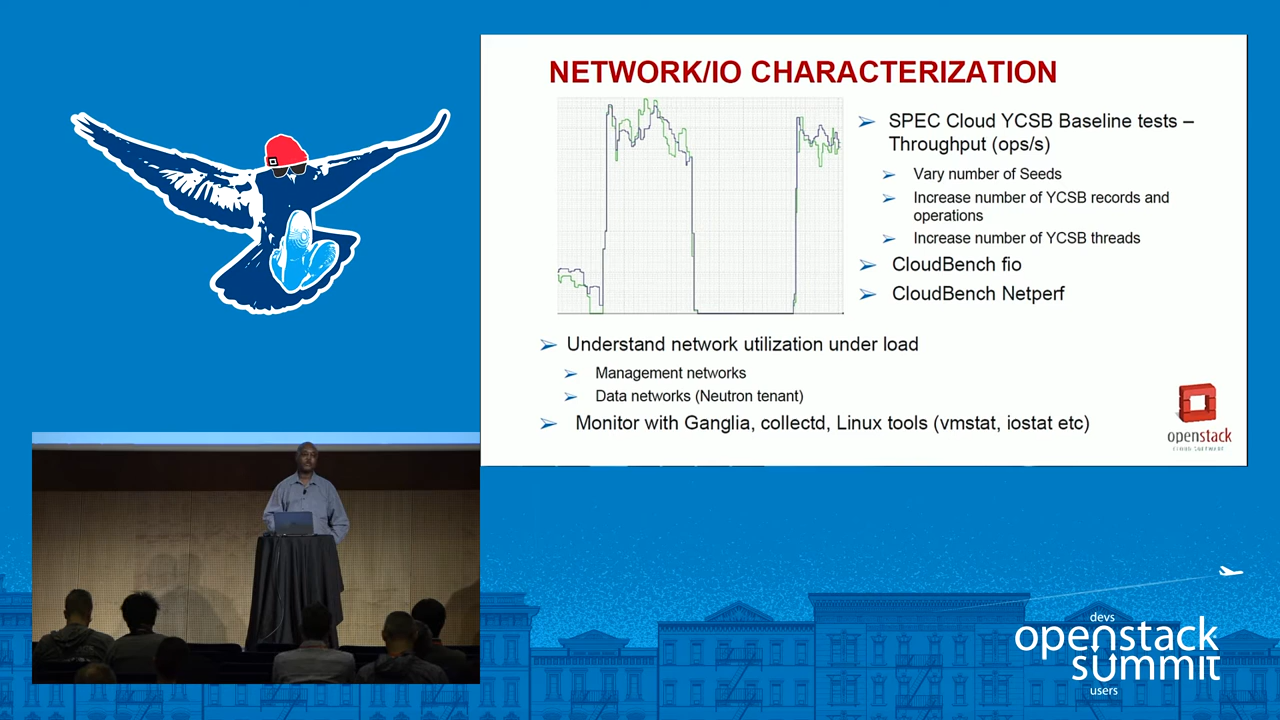 NETWORK/IO CHARACTERIZATION
➢ SPEC Cloud YCSB Baseline tests –
Throughput (ops/s)
➢ Vary number of Seeds
➢ Increase number of YCSB records and
operations
➢ Increase number of YCSB threads
➢ CloudBench fio
➢ CloudBench Netperf
➢ Understand network utilization under load
➢ Management networks
➢ Data networks (Neutron tenant)
➢ Monitor with Ganglia, collectd, Linux tools (vmstat, iostat etc)
openstack
CLOUD SOFTWARE
devs
openstack
summit
users